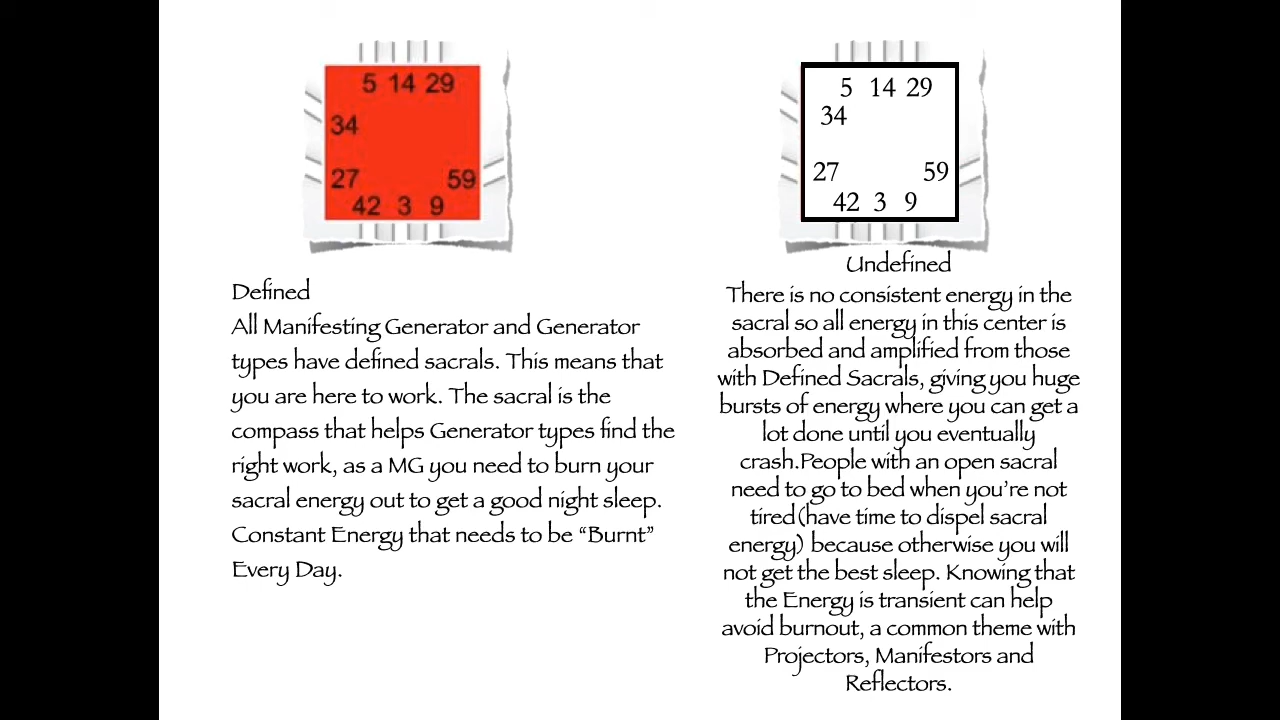 5 14 29
34
27 59
42 3 9
Defined
All Manifesting Generator and Generator
types have defined sacrals. This means that
you are here to work. The sacral is the
compass that helps Generator types find the
right work, as a MG you need to burn your
sacral energy out to get a good night sleep.
Constant Energy that needs to be “Burnt”
Every Day.
5 14 29
34
27 59
42 3 9
Undefined
There is no consistent energy in the
sacral so all energy in this center is
absorbed and amplified from those
with Defined Sacrals, giving you huge
bursts of energy where you can get a
lot done until you eventually
crash.People with an open sacral
need to go to bed when you’re not
tired(have time to dispel sacral
energy) because otherwise you will
not get the best sleep. Knowing that
the Energy is transient can help
avoid burnout, a common theme with
Projectors, Manifestors and
Reflectors.